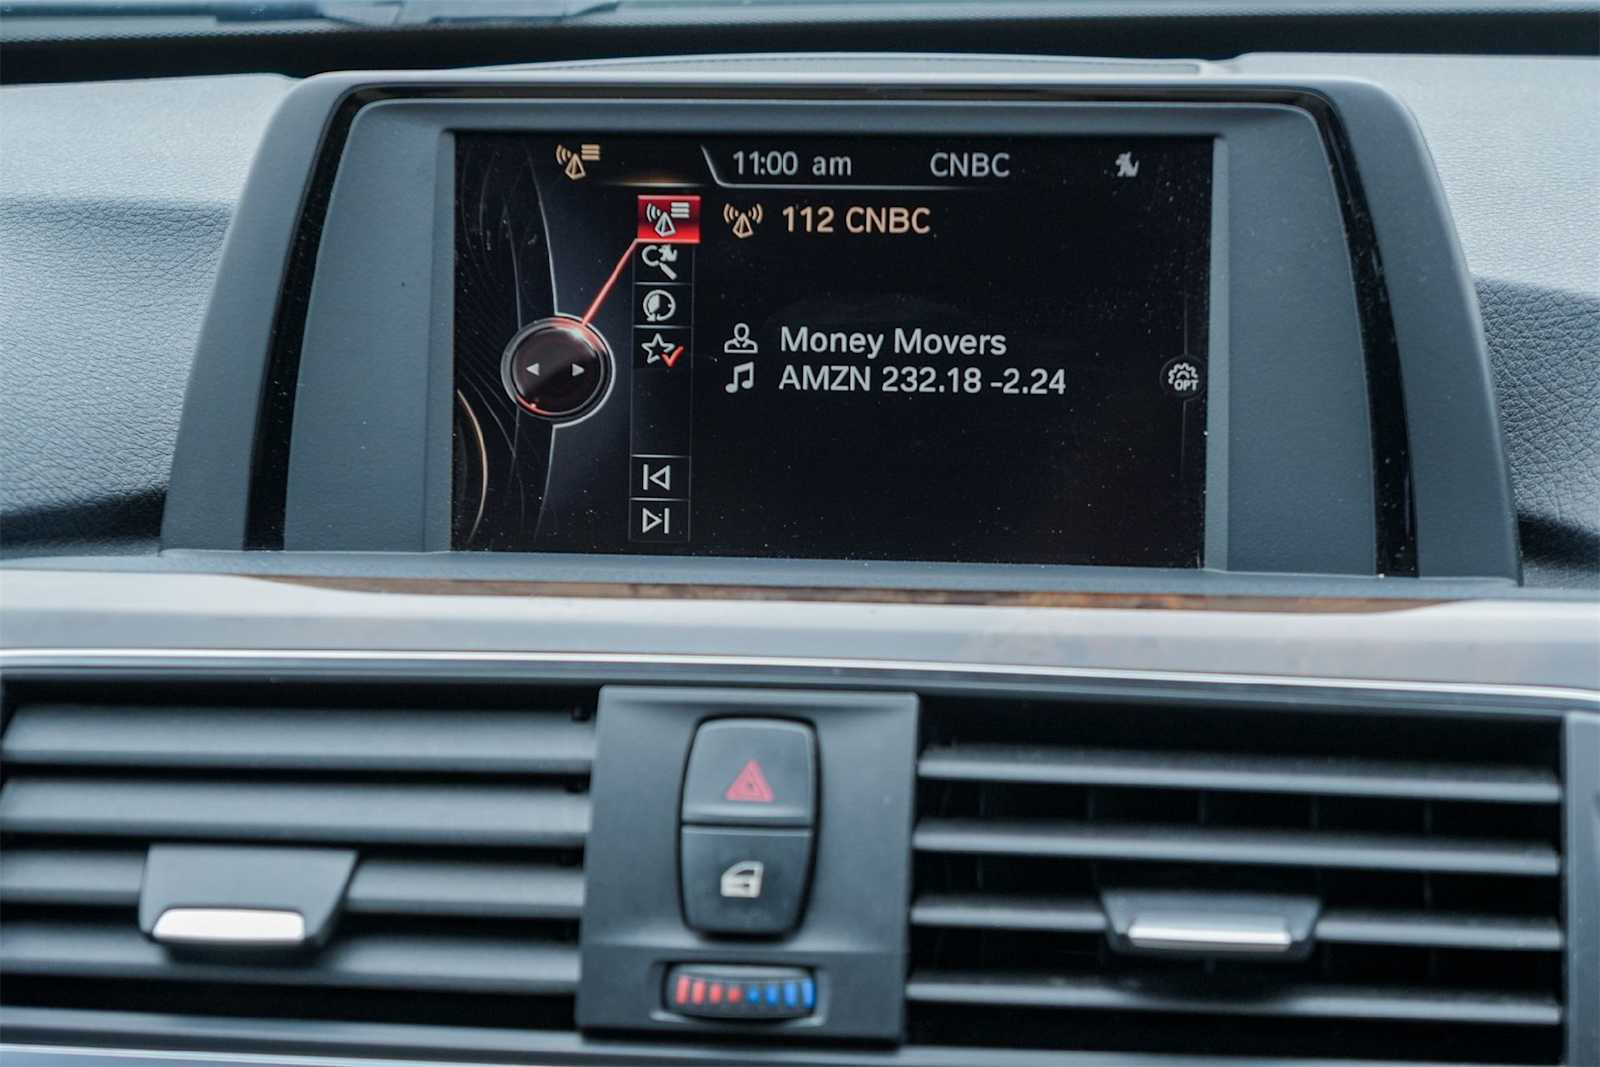 11:00 am CNBC
112 CNBC
Money Movers
AMZN 232.18 -2.24
OPT